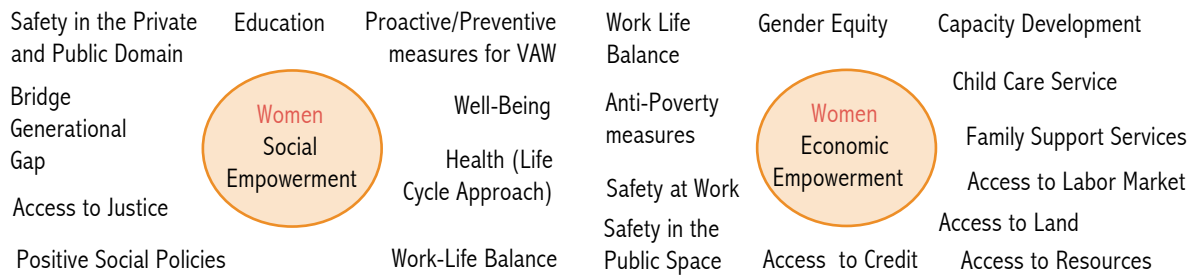 Safety in the Private
and Public Domain
Education
Proactive/Preventive
measures for VAW
Bridge
Generational
Gap
Women
Social
Empowerment
Well-Being
Health (Life
Cycle Approach)
Access to Justice
Positive Social Policies
Work-Life Balance
Work Life
Balance
Gender Equity
Capacity Development
Anti-Poverty
measures
Women
Economic
Empowerment
Child Care Service
Family Support Services
Safety at Work
Access to Labor Market
Safety in the
Public Space
Access to Land
Access to Credit
Access to Resources